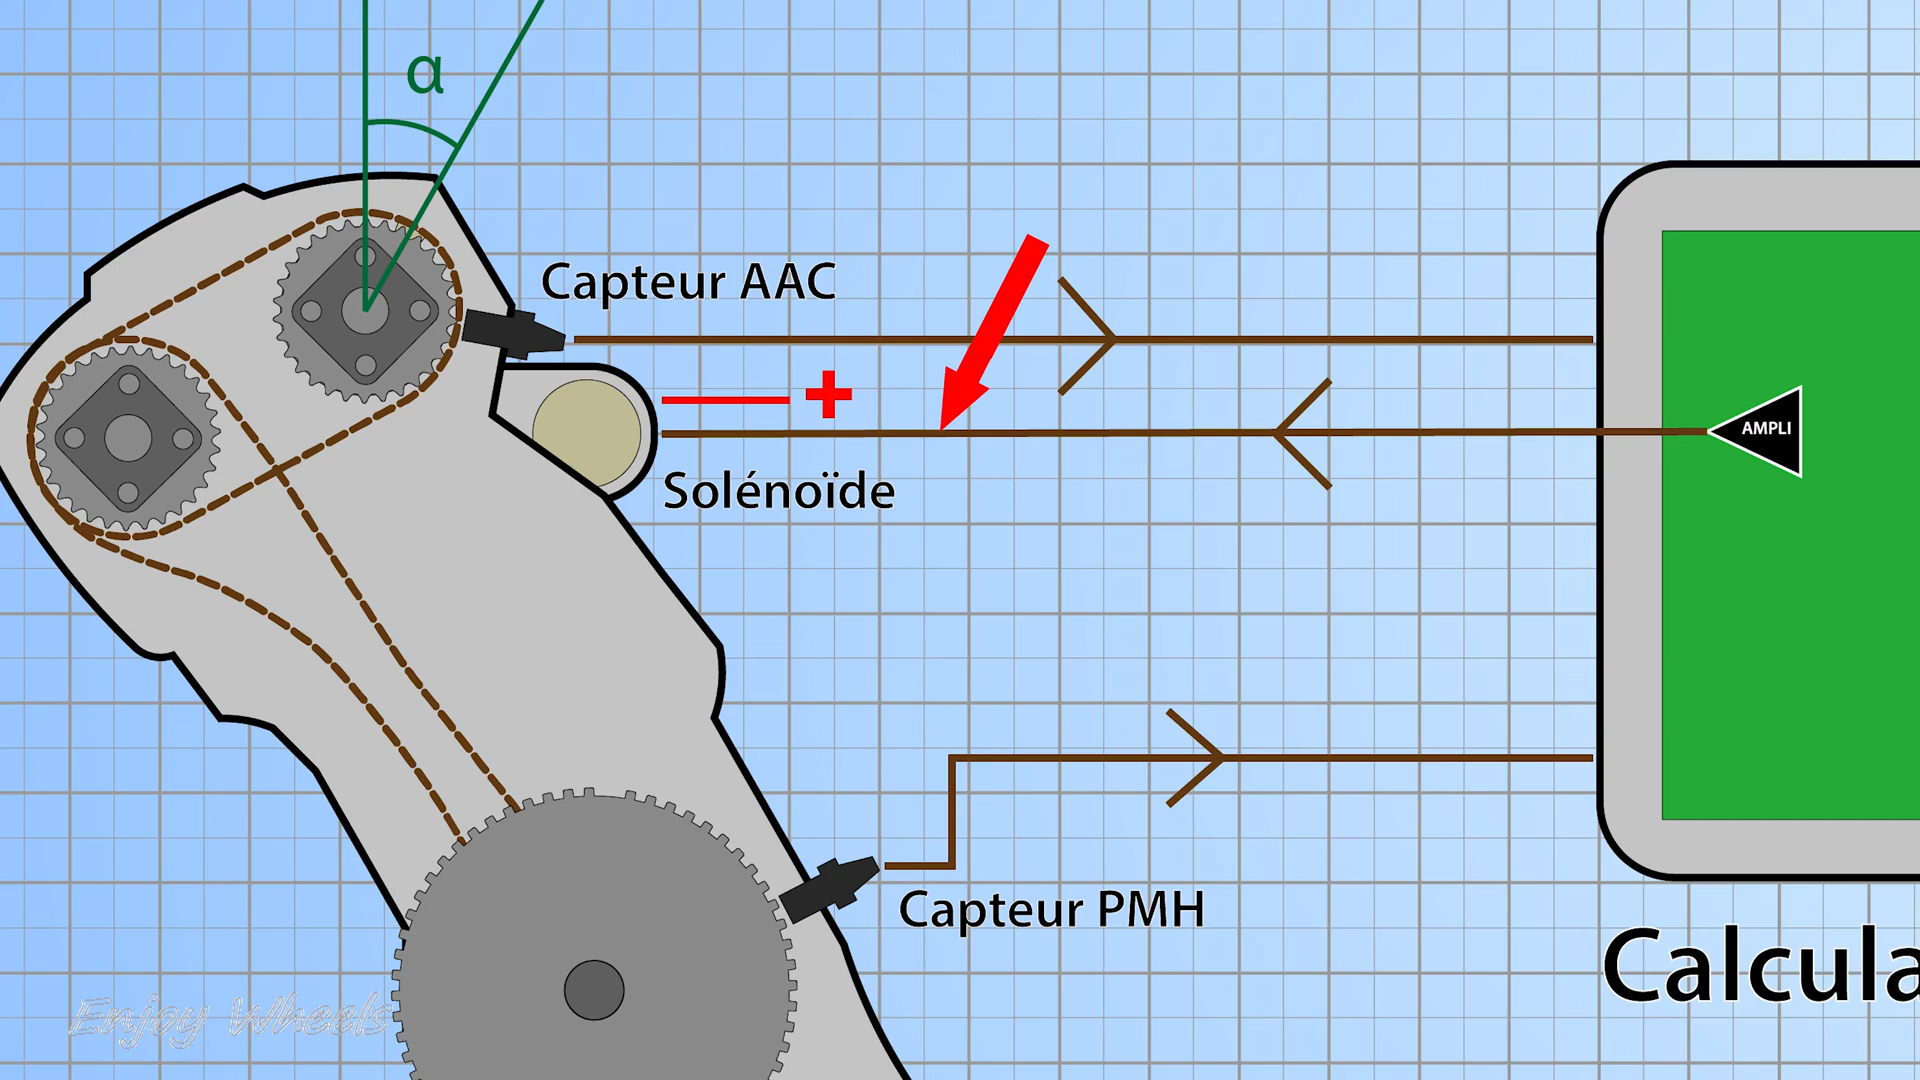 α
Capteur AAC
+
AMPLI
Solénoïde
Capteur PMH
Calcula
Enjoy Wheels